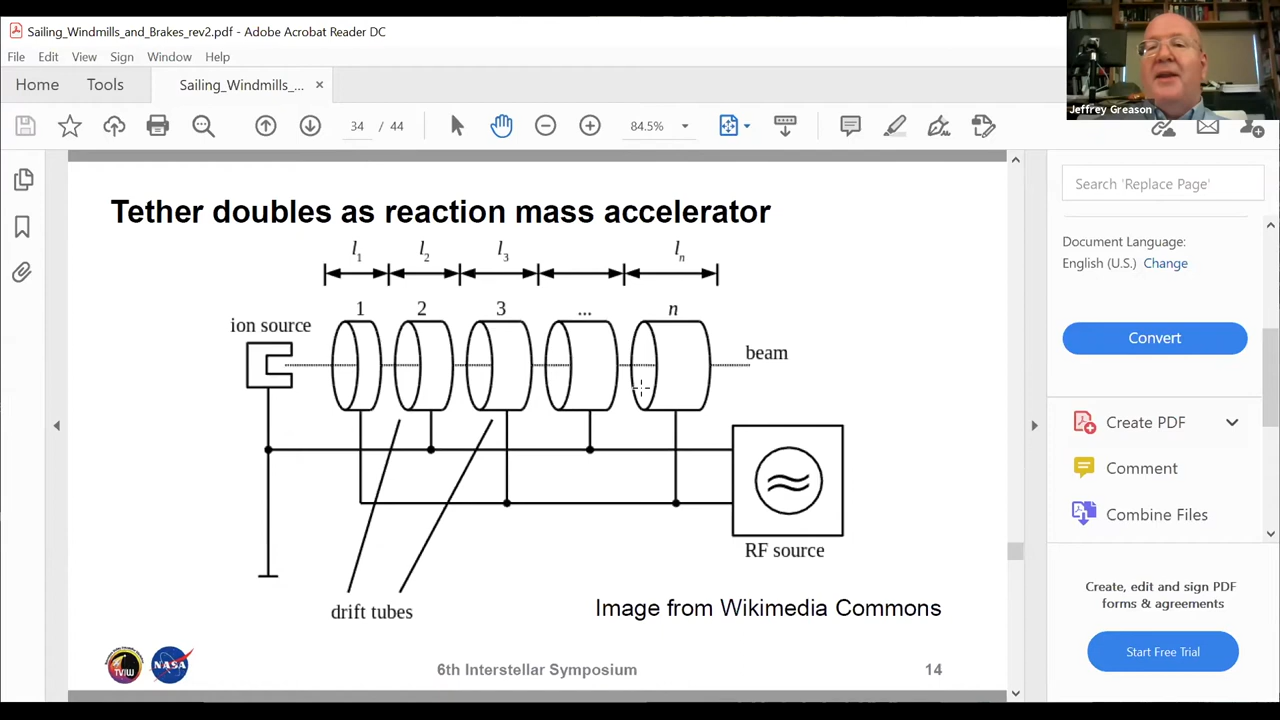 Sailing_Windmills_and_Brakes_rev2.pdf - Adobe Acrobat Reader DC
File Edit View Window Help
Home Tools Sailing_Windmills_... ×
34 / 44 84.5%
Jeffrey Greason
Tether doubles as reaction mass accelerator
l1 l2 l3 ln
1 2 3 ... n
ion source
beam
RF source
drift tubes
Image from Wikimedia Commons
TVIW NASA 6th Interstellar Symposium 14
Search 'Replace Page'
Document Language:
English (U.S.) Change
Convert
Create PDF
Comment
Combine Files
Create, edit and sign PDF
forms & agreements
Start Free Trial